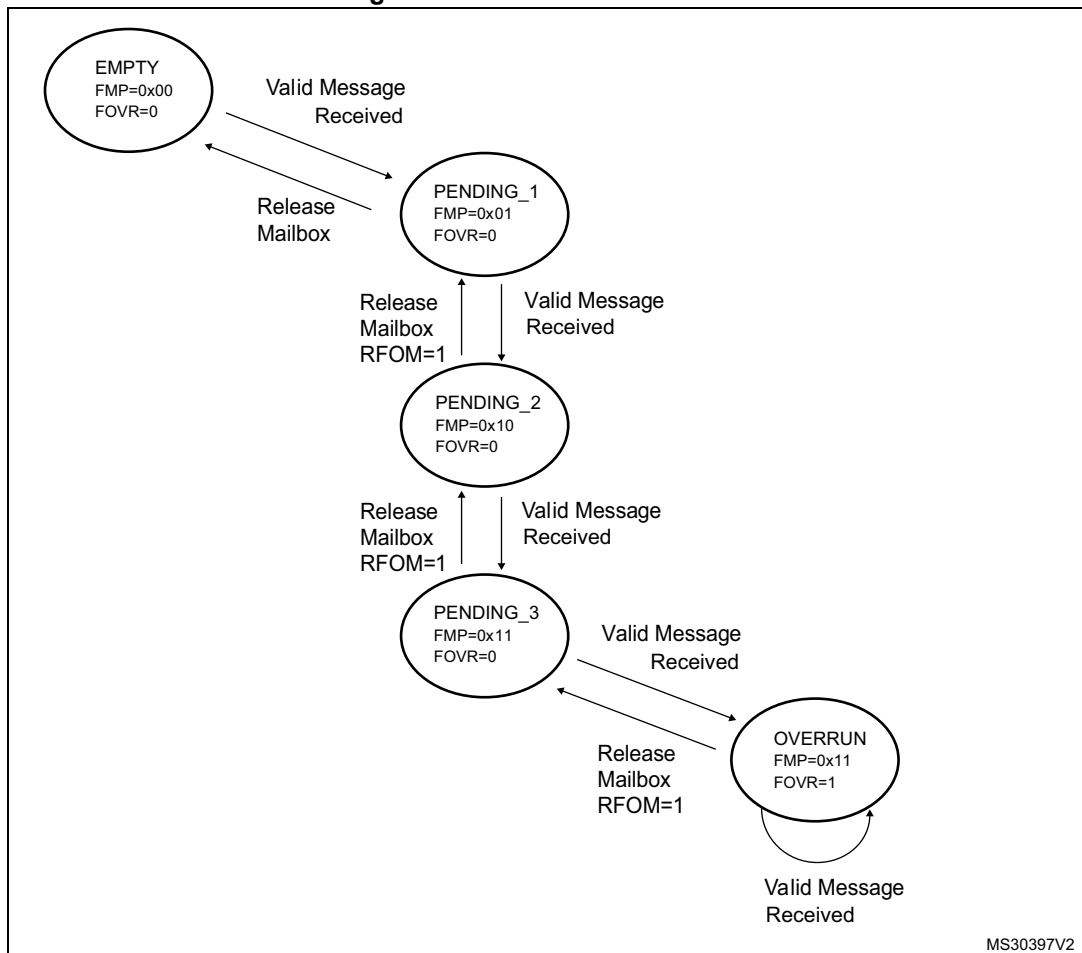 EMPTY
FMP=0x00
FOVR=0
Valid Message
Received
Release
Mailbox
PENDING_1
FMP=0x01
FOVR=0
Release
Mailbox
RFOM=1
Valid Message
Received
PENDING_2
FMP=0x10
FOVR=0
Release
Mailbox
RFOM=1
Valid Message
Received
PENDING_3
FMP=0x11
FOVR=0
Valid Message
Received
Release
Mailbox
RFOM=1
OVERRUN
FMP=0x11
FOVR=1
Valid Message
Received
MS30397V2